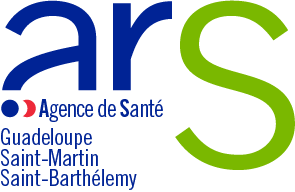 ars
Agence de Santé
Guadeloupe
Saint-Martin
Saint-Barthélemy